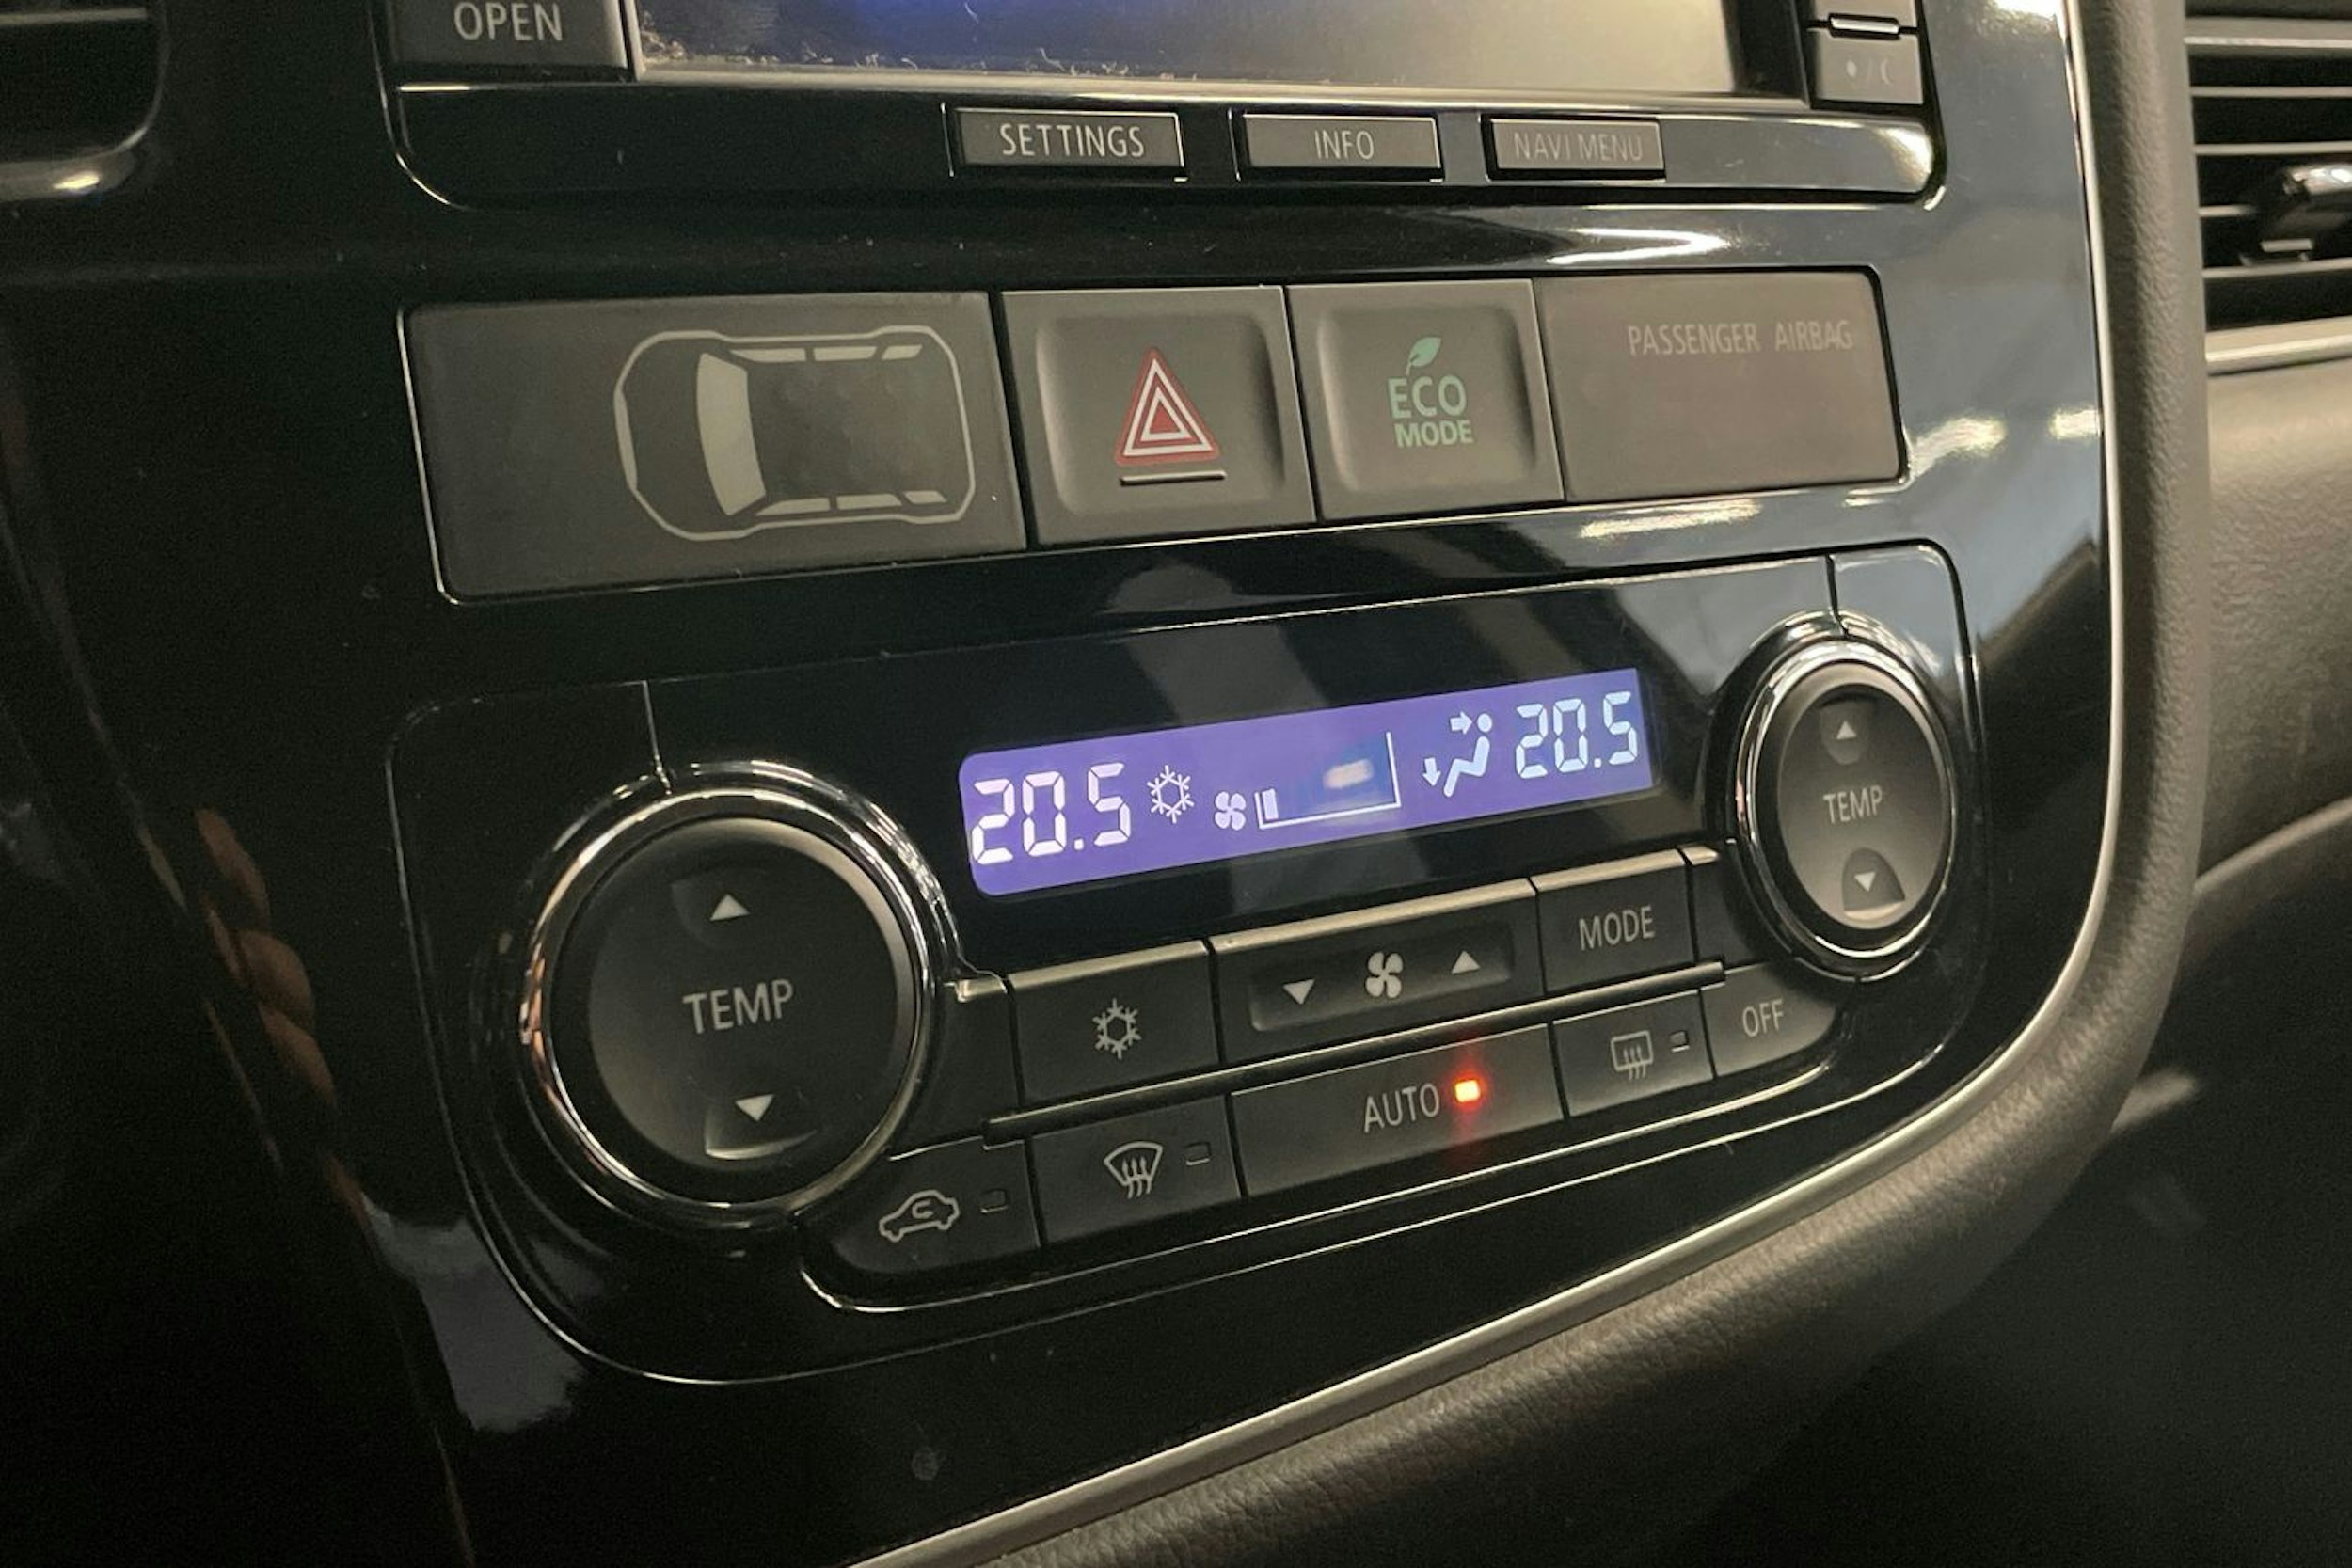 OPEN
SETTINGS INFO NAVI MENU
ECO
MODE
PASSENGER AIRBAG
20.5 20.5
TEMP
TEMP
MODE
AUTO
OFF